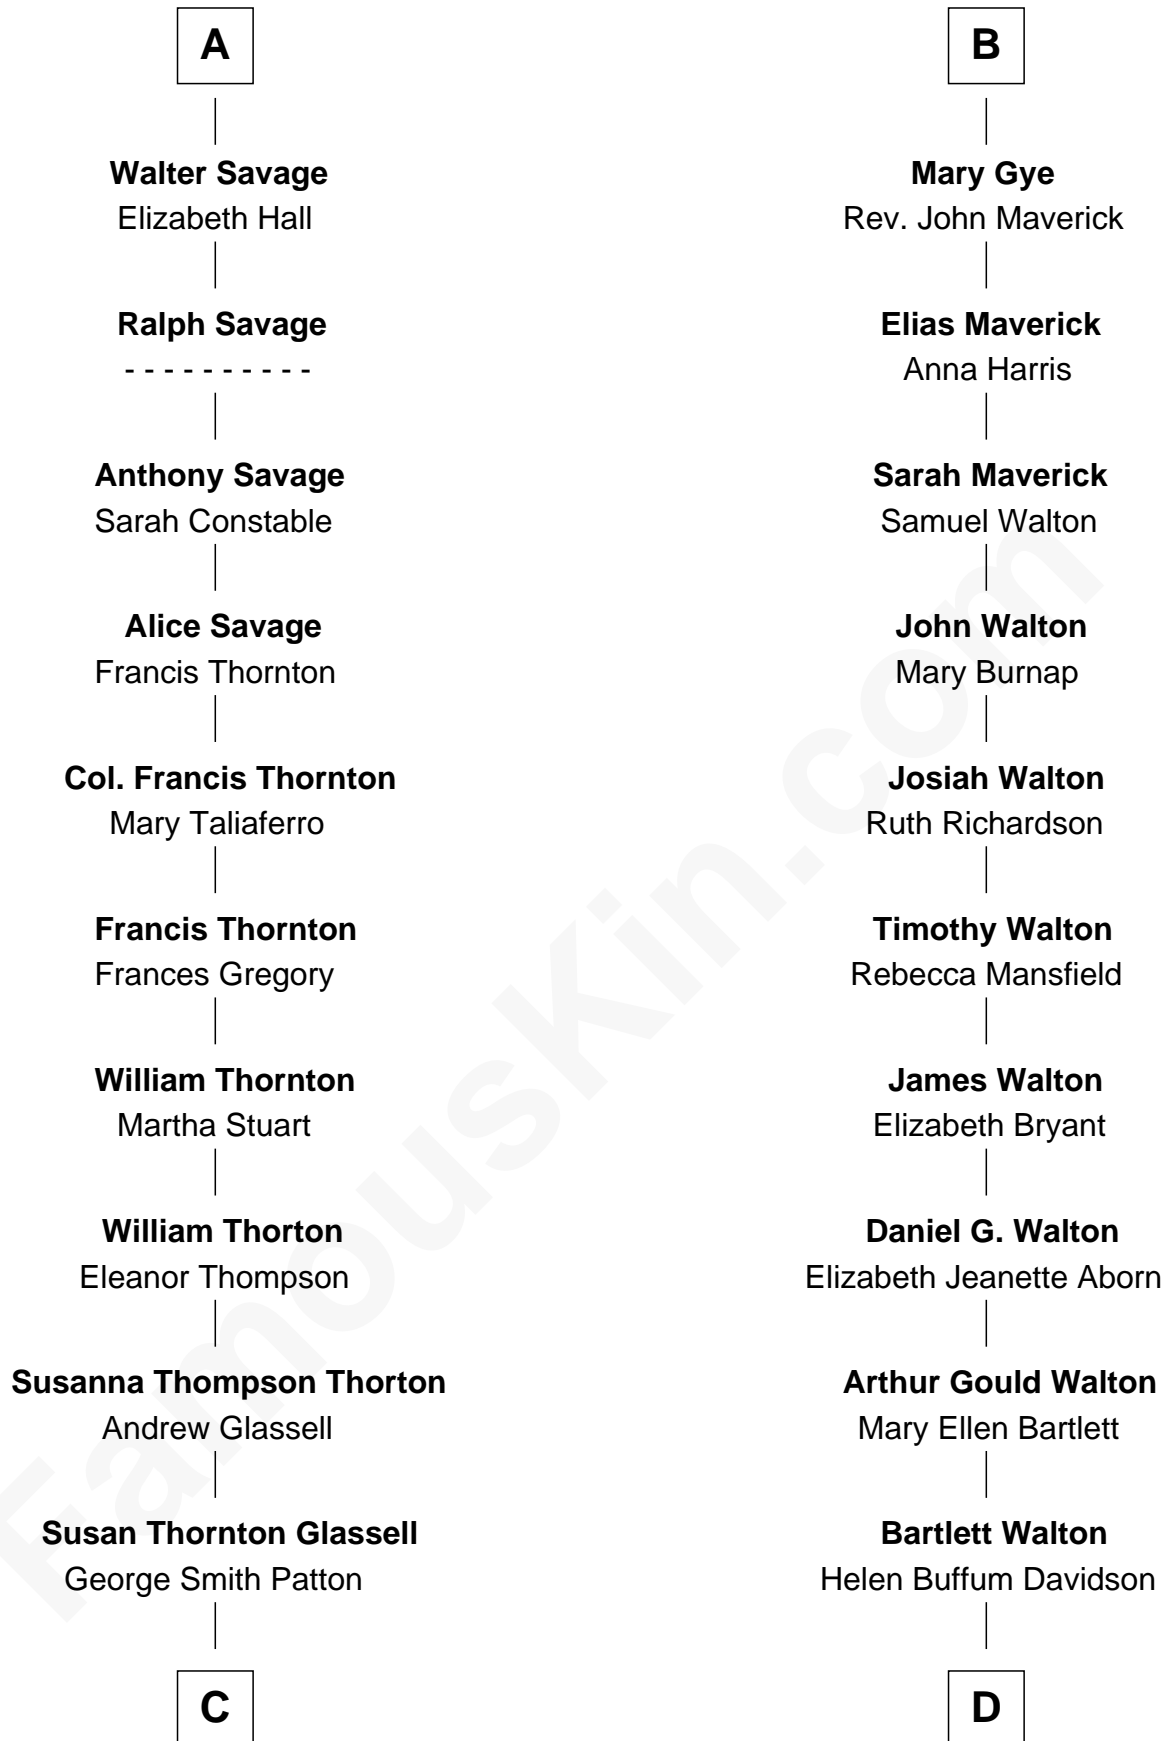 A
Walter Savage
Elizabeth Hall
Ralph Savage
- - - - - - - - - -
Anthony Savage
Sarah Constable
Alice Savage
Francis Thornton
Col. Francis Thornton
Mary Taliaferro
Francis Thornton
Frances Gregory
William Thornton
Martha Stuart
William Thorton
Eleanor Thompson
Susanna Thompson Thorton
Andrew Glassell
Susan Thornton Glassell
George Smith Patton
C
B
Mary Gye
Rev. John Maverick
Elias Maverick
Anna Harris
Sarah Maverick
Samuel Walton
John Walton
Mary Burnap
Josiah Walton
Ruth Richardson
Timothy Walton
Rebecca Mansfield
James Walton
Elizabeth Bryant
Daniel G. Walton
Elizabeth Jeanette Aborn
Arthur Gould Walton
Mary Ellen Bartlett
Bartlett Walton
Helen Buffum Davidson
D
FamousKin.com